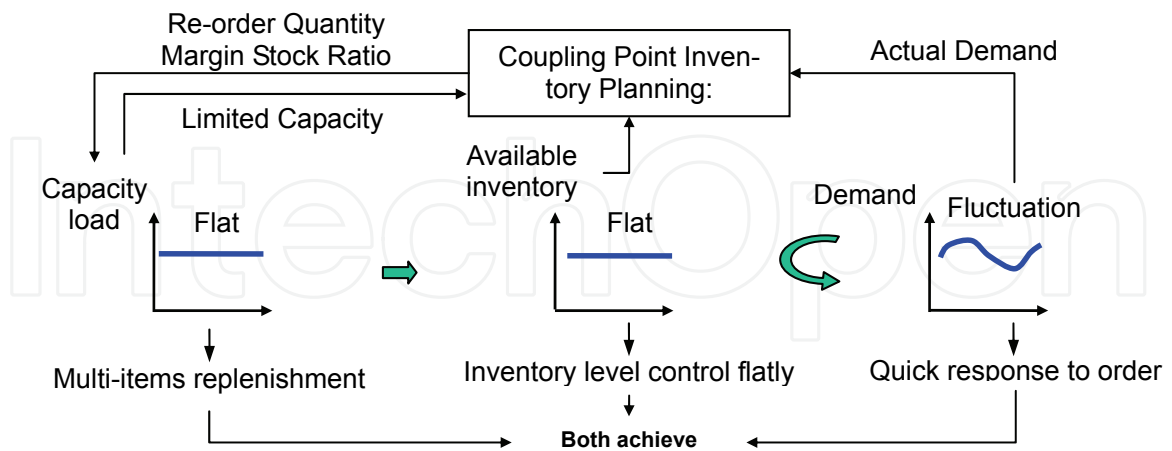 Re-order Quantity
Margin Stock Ratio
Coupling Point Inven-
tory Planning:
Actual Demand
Limited Capacity
Available
inventory
Capacity
load
Flat
Flat
Demand
Fluctuation
Multi-items replenishment
Inventory level control flatly
Quick response to order
Both achieve
IntechOpen